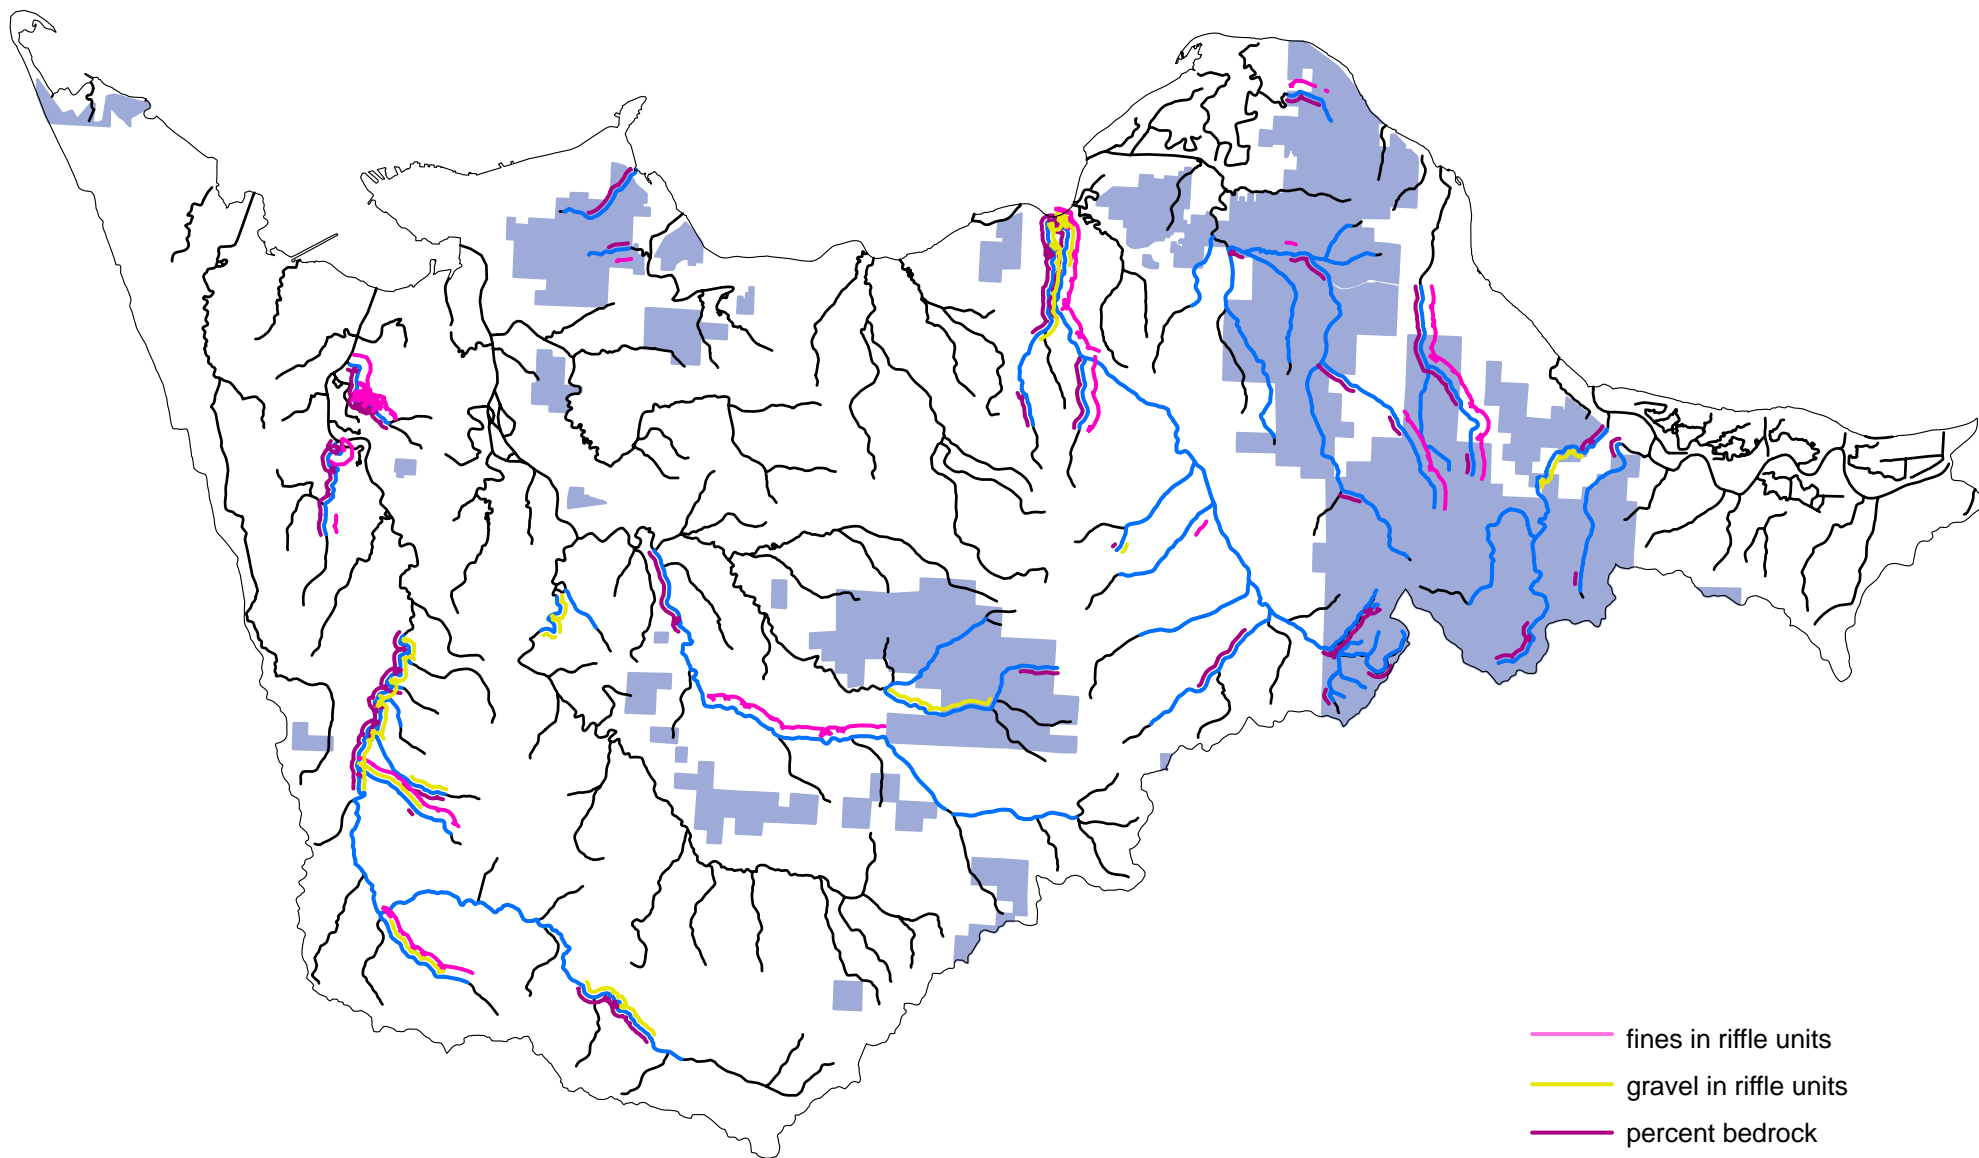 fines in riffle units
gravel in riffle units
percent bedrock